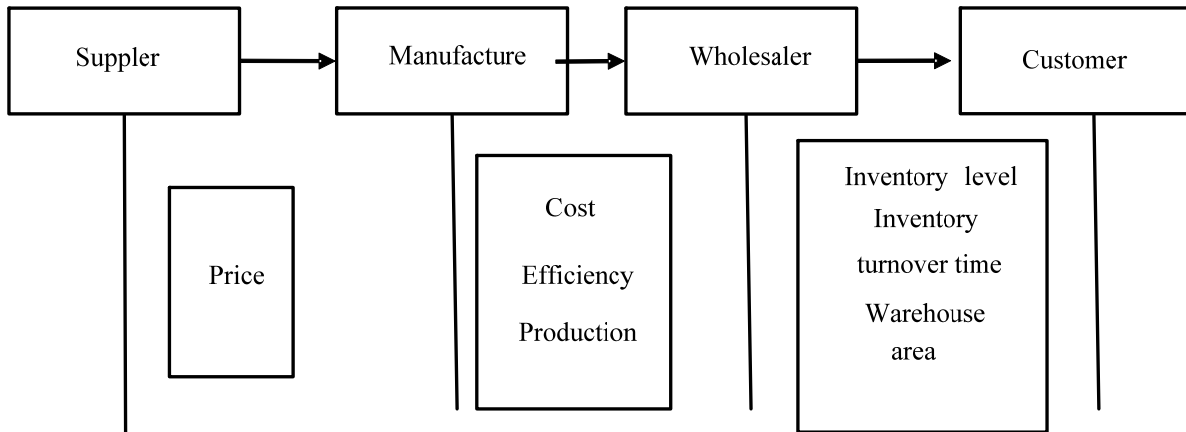 Suppler
Manufacture
Wholesaler
Customer
Price
Cost
Efficiency
Production
Inventory level
Inventory
turnover time
Warehouse
area